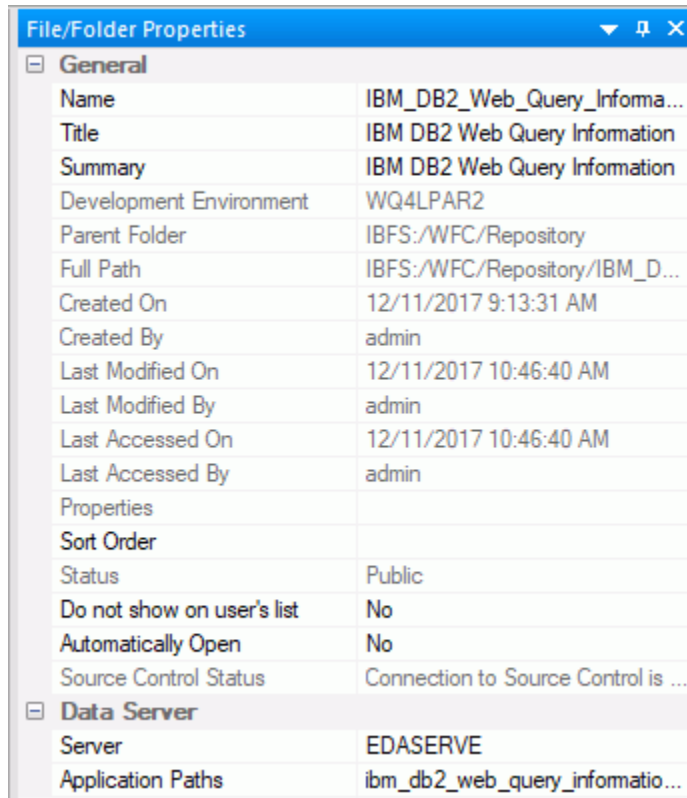 File/Folder Properties
General
Name IBM_DB2_Web_Query_Informa...
Title IBM DB2 Web Query Information
Summary IBM DB2 Web Query Information
Development Environment WQ4LPAR2
Parent Folder IBFS:/WFC/Repository
Full Path IBFS:/WFC/Repository/IBM_D...
Created On 12/11/2017 9:13:31 AM
Created By admin
Last Modified On 12/11/2017 10:46:40 AM
Last Modified By admin
Last Accessed On 12/11/2017 10:46:40 AM
Last Accessed By admin
Properties
Sort Order
Status Public
Do not show on user's list No
Automatically Open No
Source Control Status Connection to Source Control is ...
Data Server
Server EDASERVE
Application Paths ibm_db2_web_query_informatio...